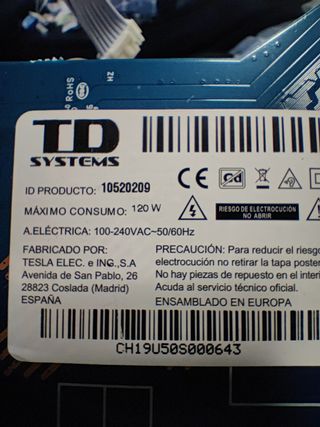 RoHS
ZH
TD
SYSTEMS
ID PRODUCTO: 10520209
MÁXIMO CONSUMO: 120 W
A.ELÉCTRICA: 100-240VAC~50/60Hz
RIESGO DE ELECTROCUCIÓN
NO ABRIR
FABRICADO POR:
TESLA ELEC. e ING.,S.A
Avenida de San Pablo, 26
28823 Coslada (Madrid)
ESPAÑA
PRECAUCIÓN: Para reducir el riesgo
electrocución no retirar la tapa poster
No hay piezas de repuesto en el interi
Acuda al servicio técnico oficial.
ENSAMBLADO EN EUROPA
CH19U50S000643